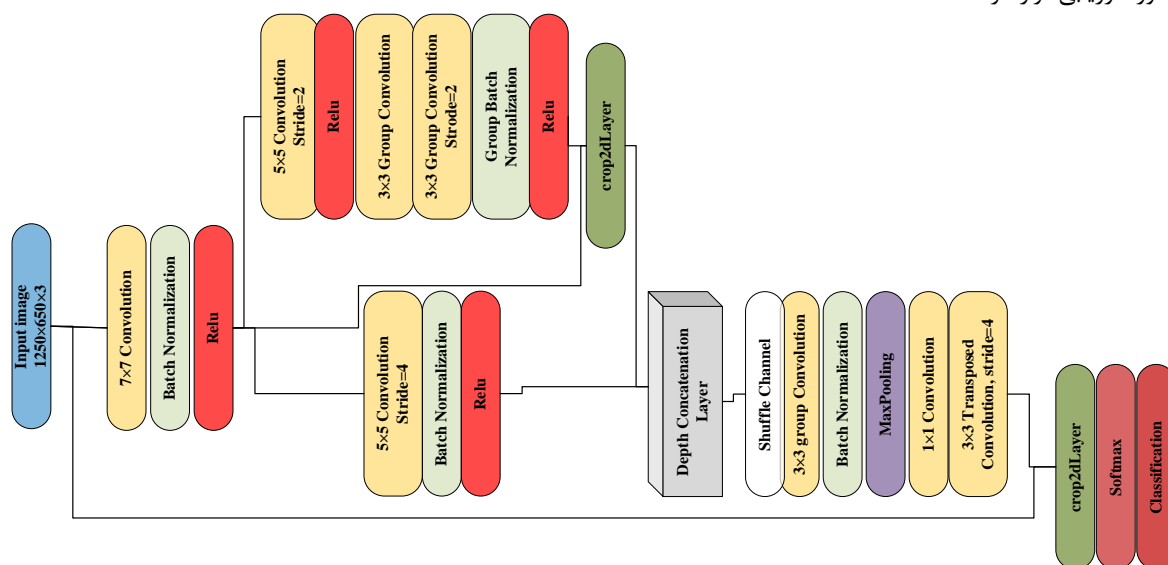 Input image
1250×650×3
7×7 Convolution
Batch Normalization
Relu
5×5 Convolution
Stride=2
Relu
3×3 Group Convolution
3×3 Group Convolution
Strode=2
Group Batch
Normalization
Relu
crop2dLayer
5×5 Convolution
Stride=4
Batch Normalization
Relu
Depth Concatenation
Layer
Shuffle Channel
3×3 group Convolution
Batch Normalization
MaxPooling
1×1 Convolution
3×3 Transposed
Convolution, stride=4
crop2dLayer
Softmax
Classification